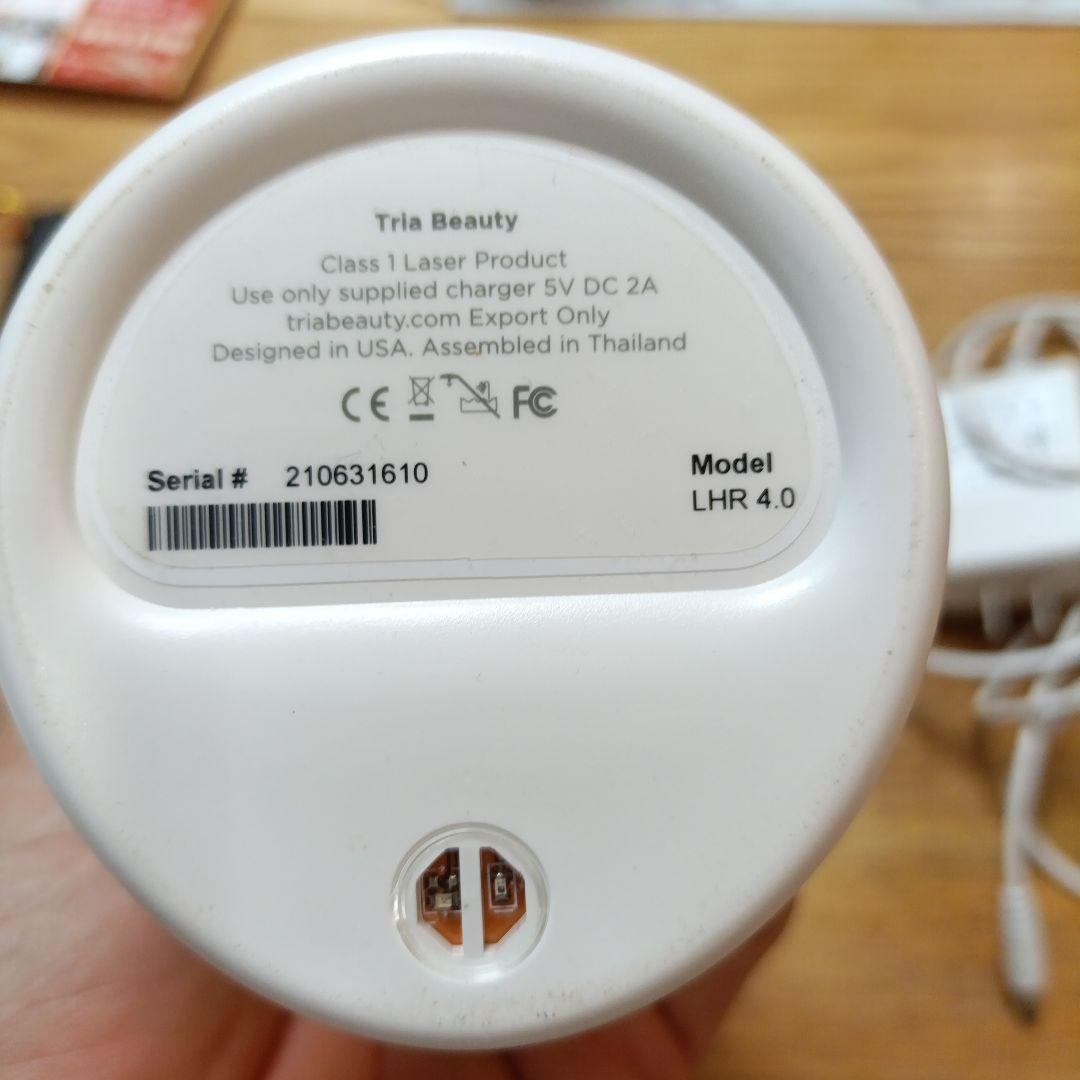 Tria Beauty
Class 1 Laser Product
Use only supplied charger 5V DC 2A
triabeauty.com Export Only
Designed in USA. Assembled in Thailand
CE FC
Serial # 210631610
Model
LHR 4.0